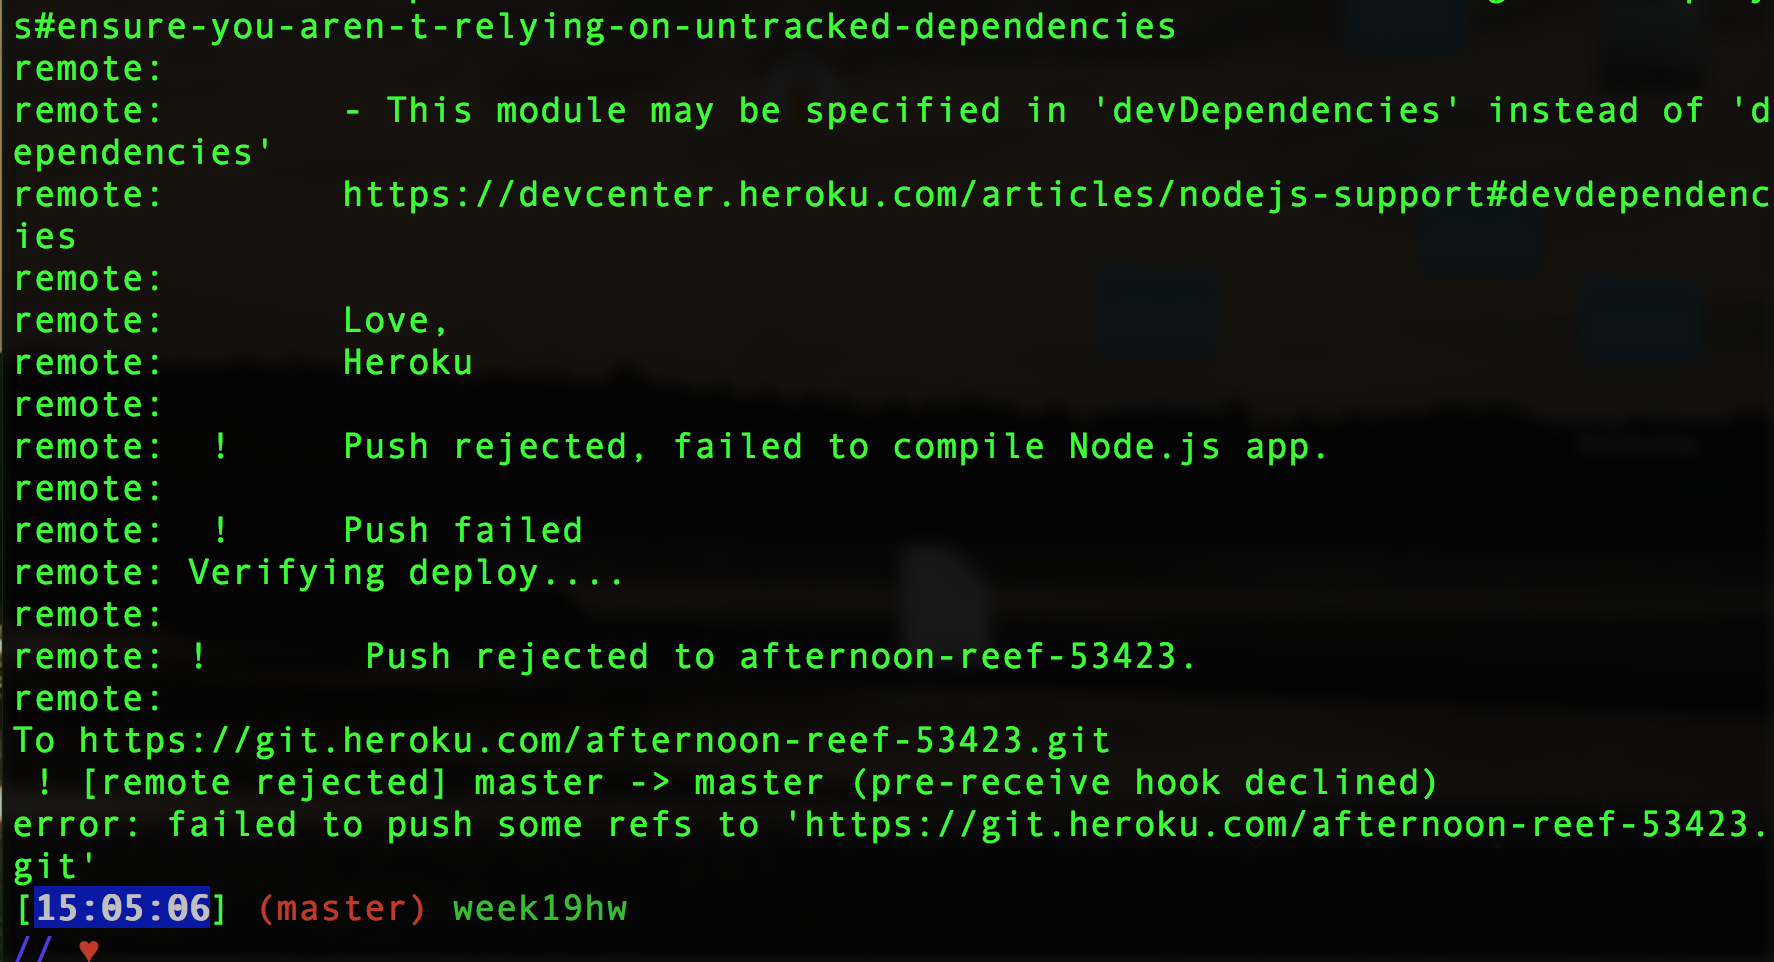 s#ensure-you-aren-t-relying-on-untracked-dependencies
remote:
remote:        - This module may be specified in 'devDependencies' instead of 'd
ependencies'
remote:        https://devcenter.heroku.com/articles/nodejs-support#devdependenc
ies
remote:
remote:        Love,
remote:        Heroku
remote:
remote:  !     Push rejected, failed to compile Node.js app.
remote:
remote:  !     Push failed
remote: Verifying deploy....
remote:
remote: !       Push rejected to afternoon-reef-53423.
remote:
To https://git.heroku.com/afternoon-reef-53423.git
 ! [remote rejected] master -> master (pre-receive hook declined)
error: failed to push some refs to 'https://git.heroku.com/afternoon-reef-53423.
git'
[15:05:06] (master) week19hw
// ♥